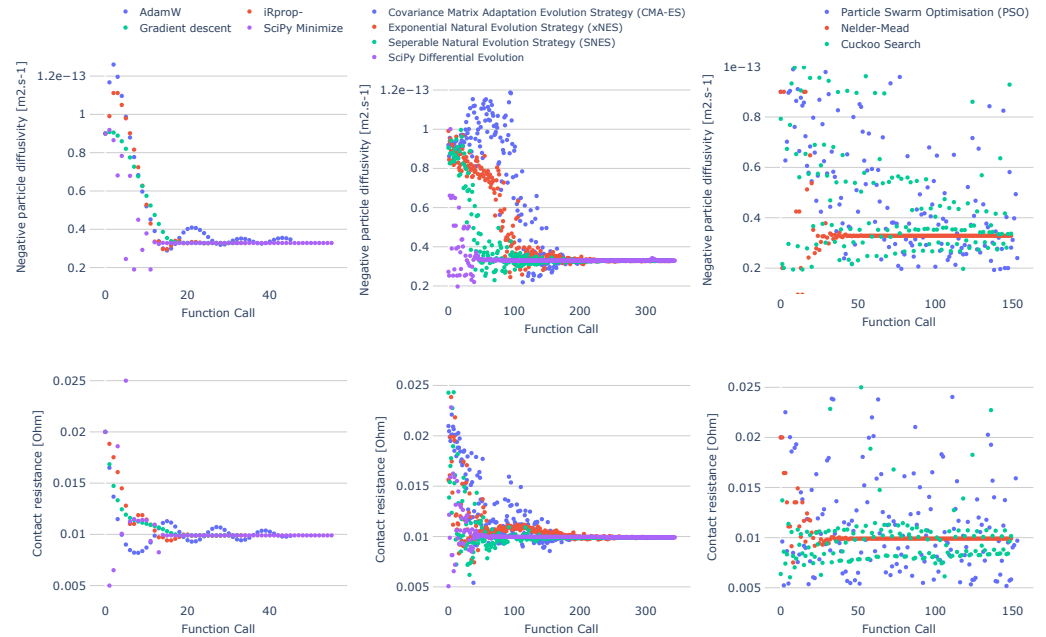 AdamW
iRprop-
Gradient descent
SciPy Minimize
Covariance Matrix Adaptation Evolution Strategy (CMA-ES)
Exponential Natural Evolution Strategy (xNES)
Seperable Natural Evolution Strategy (SNES)
SciPy Differential Evolution
Particle Swarm Optimisation (PSO)
Nelder-Mead
Cuckoo Search
Negative particle diffusivity [m2.s-1]
1.2e−13
1
0.8
0.6
0.4
0.2
0
20
40
Function Call
Negative particle diffusivity [m2.s-1]
1.2e−13
1
0.8
0.6
0.4
0.2
0
100
200
300
Function Call
Negative particle diffusivity [m2.s-1]
1e−13
0.8
0.6
0.4
0.2
0
50
100
150
Function Call
Contact resistance [Ohm]
0.025
0.02
0.015
0.01
0.005
0
20
40
Function Call
Contact resistance [Ohm]
0.025
0.02
0.015
0.01
0.005
0
100
200
300
Function Call
Contact resistance [Ohm]
0.025
0.02
0.015
0.01
0.005
0
50
100
150
Function Call